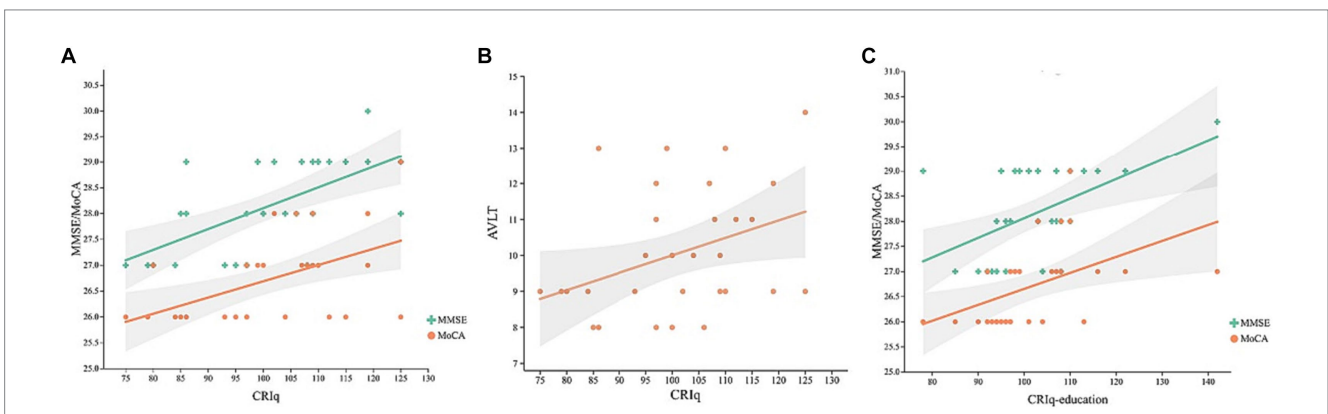 A
MMSE/MoCA
30.5
30.0
29.5
29.0
28.5
28.0
27.5
27.0
26.5
26.0
25.5
25.0
75 80 85 90 95 100 105 110 115 120 125 130
CRIq
MMSE
MoCA
B
AVLT
15
14
13
12
11
10
9
8
7
75 80 85 90 95 100 105 110 115 120 125 130
CRIq
C
MMSE/MoCA
31.0
30.5
30.0
29.5
29.0
28.5
28.0
27.5
27.0
26.5
26.0
25.5
25.0
80 90 100 110 120 130 140
CRIq-education
MMSE
MoCA